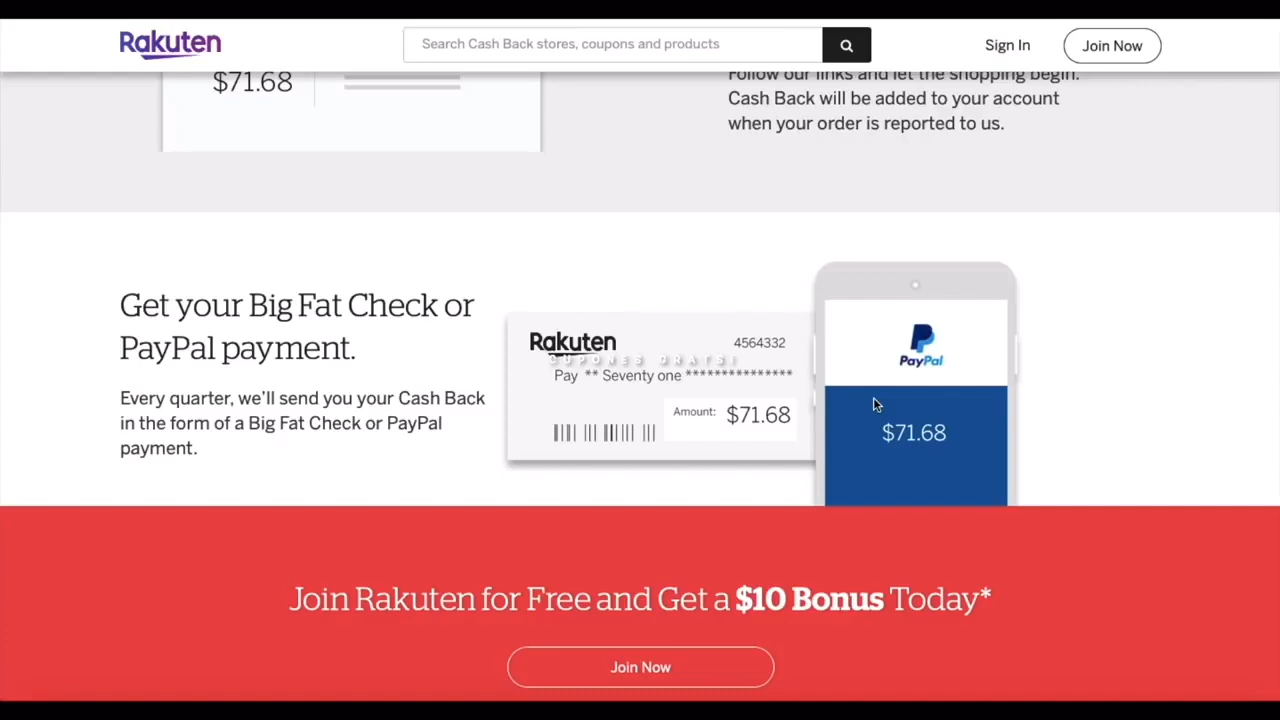 Rakuten
Search Cash Back stores, coupons and products
Sign In
Join Now
$71.68
Follow our links and let the shopping begin.
Cash Back will be added to your account
when your order is reported to us.
Get your Big Fat Check or
PayPal payment.
Every quarter, we'll send you your Cash Back
in the form of a Big Fat Check or PayPal
payment.
Rakuten
4564332
CUPONES GRATS!
Pay ** Seventy one ***************
Amount: $71.68
PayPal
$71.68
Join Rakuten for Free and Get a $10 Bonus Today*
Join Now